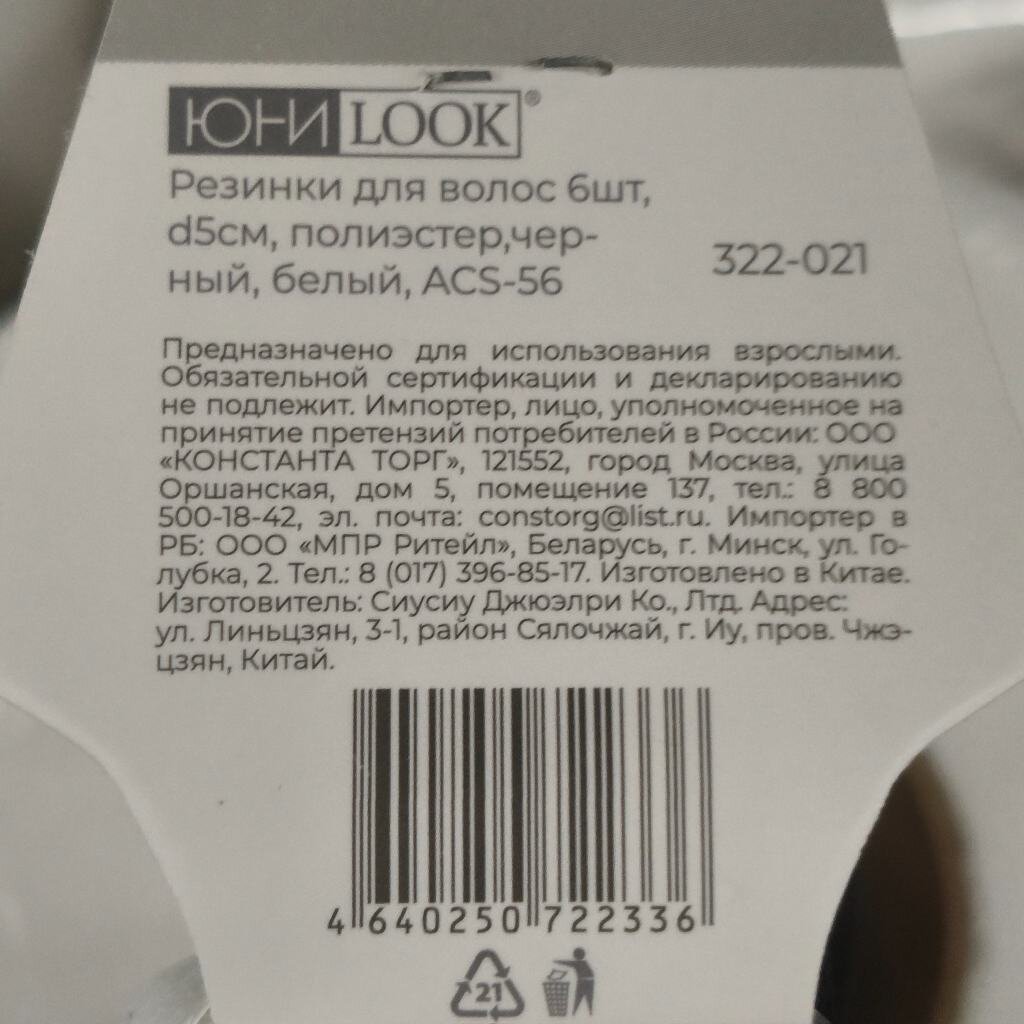 ЮНИ LOOK®
Резинки для волос 6шт,
d5см, полиэстер,чер-
ный, белый, ACS-56
322-021
Предназначено для использования взрослыми.
Обязательной сертификации и декларированию
не подлежит. Импортер, лицо, уполномоченное на
принятие претензий потребителей в России: ООО
«КОНСТАНТА ТОРГ», 121552, город Москва, улица
Оршанская, дом 5, помещение 137, тел.: 8 800
500-18-42, эл. почта: constorg@list.ru. Импортер в
РБ: ООО «МПР Ритейл», Беларусь, г. Минск, ул. Го-
лубка, 2. Тел.: 8 (017) 396-85-17. Изготовлено в Китае.
Изготовитель: Сиусиу Джюэлри Ко., Лтд. Адрес:
ул. Линьцзян, 3-1, район Сялочжай, г. Иу, пров. Чжэ-
цзян, Китай.
4 640250 722336
21